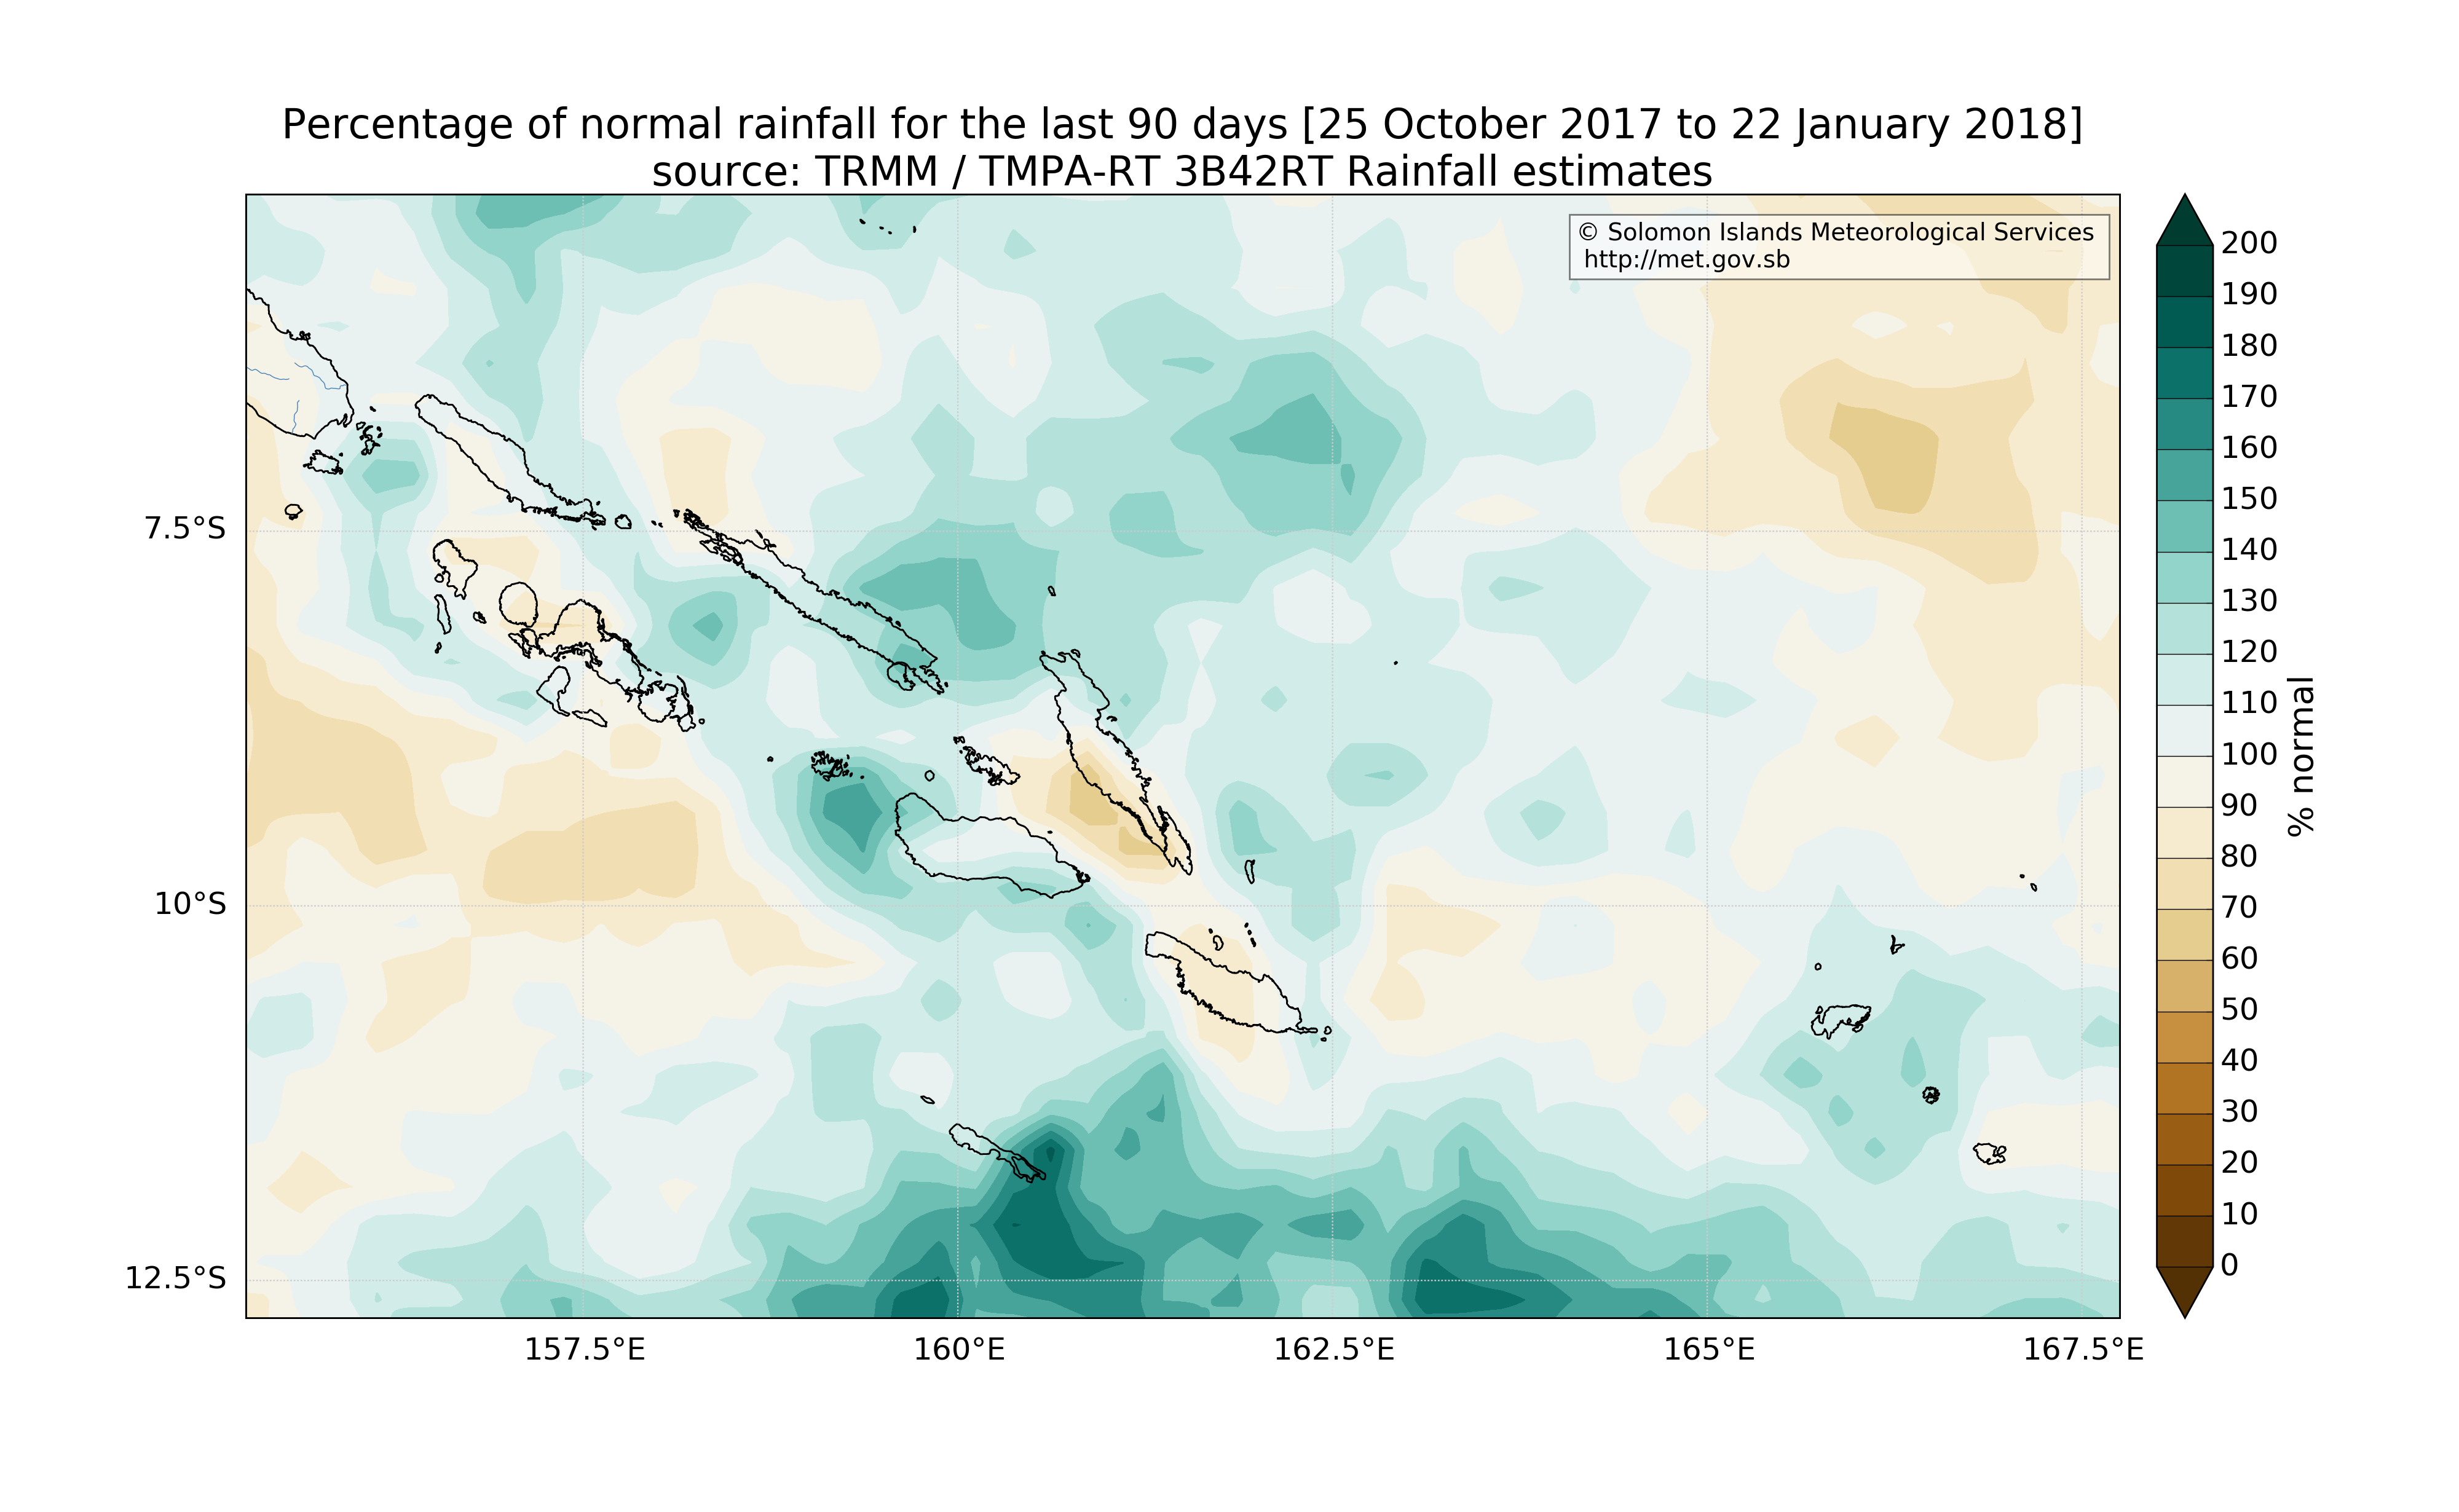 Percentage of normal rainfall for the last 90 days [25 October 2017 to 22 January 2018]
source: TRMM / TMPA-RT 3B42RT Rainfall estimates
© Solomon Islands Meteorological Services
http://met.gov.sb
7.5°S
10°S
12.5°S
157.5°E
160°E
162.5°E
165°E
167.5°E
200
190
180
170
160
150
140
130
120
110
100
90
80
70
60
50
40
30
20
10
0
% normal